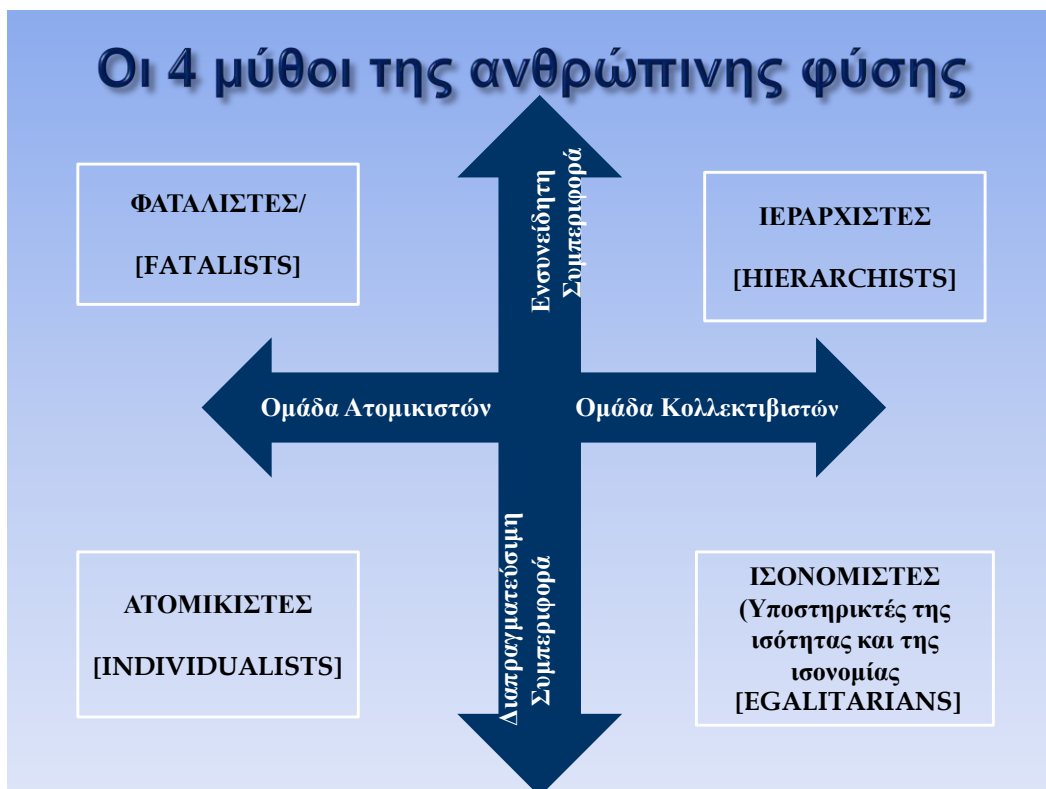 Οι 4 μύθοι της ανθρώπινης φύσης
ΦΑΤΑΛΙΣΤΕΣ/
[FATALISTS]
Ενσυνείδητη
Συμπεριφορά
ΙΕΡΑΡΧΙΣΤΕΣ
[HIERARCHISTS]
Ομάδα Ατομικιστών
Ομάδα Κολλεκτιβιστών
ΑΤΟΜΙΚΙΣΤΕΣ
[INDIVIDUALISTS]
Διαπραγματεύσιμη
Συμπεριφορά
ΙΣΟΝΟΜΙΣΤΕΣ
(Υποστηρικτές της
ισότητας και της
ισονομίας
[EGALITARIANS]